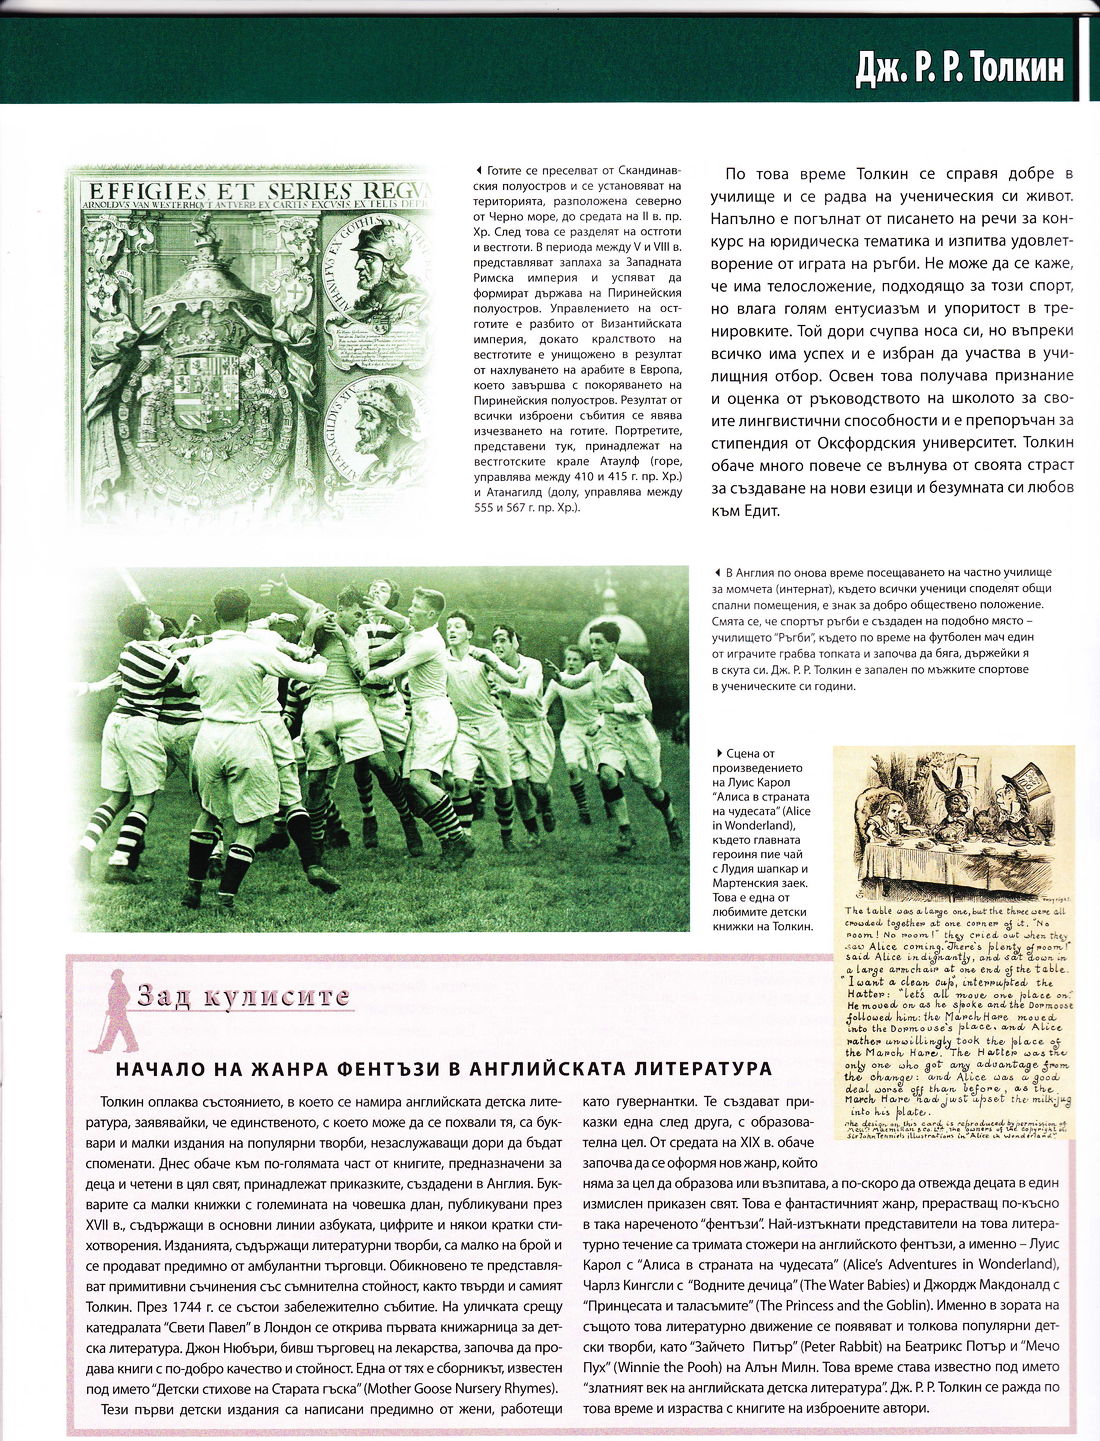 Дж. Р. Р. Толкин
EFFIGIES ET SERIES REGVM
ARNOLDVS VAN WESTERHOVT ANTVERP. EX CARTIS EXCVSIS EX TELIS
Готите се преселват от Скандинав-
ския полуостров и се установяват на
територията, разположена северно
от Черно море, до средата на II в. пр.
Хр. След това се разделят на остготи
и вестготи. В периода между V и VIII в.
представляват заплаха за Западната
Римска империя и успяват да
формират държава на Пиринейския
полуостров. Управлението на ост-
готите е разбито от Византийската
империя, докато кралството на
вестготите е унищожено в резултат
от нахлуването на арабите в Европа,
което завършва с покоряването на
Пиринейския полуостров. Резултат от
всички изброени събития се явява
изчезването на готите. Портретите,
представени тук, принадлежат на
вестготските крале Атаулф (горе,
управлява между 410 и 415 г. пр. Хр.)
и Атанагилд (долу, управлява между
555 и 567 г. пр. Хр.).
По това време Толкин се справя добре в
училище и се радва на ученическия си живот.
Напълно е погълнат от писането на речи за кон-
курс на юридическа тематика и изпитва удовлет-
ворение от играта на ръгби. Не може да се каже,
че има телосложение, подходящо за този спорт,
но влага голям ентусиазъм и упоритост в тре-
нировките. Той дори счупва носа си, но въпреки
всичко има успех и е избран да участва в учи-
лищния отбор. Освен това получава признание
и оценка от ръководството на школото за сво-
ите лингвистични способности и е препоръчан за
стипендия от Оксфордския университет. Толкин
обаче много повече се вълнува от своята страст
за създаване на нови езици и безумната си любов
към Едит.
В Англия по онова време посещаването на частно училище
за момчета (интернат), където всички ученици споделят общи
спални помещения, е знак за добро обществено положение.
Смята се, че спортът ръгби е създаден на подобно място –
училището “Ръгби”, където по време на футболен мач един
от играчите грабва топката и започва да бяга, държейки я
в скута си. Дж. Р. Р. Толкин е запален по мъжките спортове
в ученическите си години.
Сцена от
произведението
на Луис Карол
“Алиса в страната
на чудесата” (Alice
in Wonderland),
където главната
героиня пие чай
с Лудия шапкар и
Мартенския заек.
Това е една от
любимите детски
книжки на Толкин.
The table was a large one, but the three were all
crowded together at one corner of it. "No
room! No room!" they cried out when they
saw Alice coming. "There's plenty of room!"
said Alice indignantly, and sat down in
a large armchair at one end of the table.
"I want a clean cup", interrupted the
Hatter: "let's all move one place on."
He moved on as he spoke and the Dormouse
followed him: the March Hare moved
into the Dormouse's place, and Alice
rather unwillingly took the place of
the March Hare. The Hatter was the
only one who got any advantage from
the change: and Alice was a good
deal worse off than before, as the
March Hare had just upset the milk-jug
into his plate.
The design on this card is reproduced by permission of
Messrs Macmillan & Co. Ltd, the owners of the copyright in
Sir John Tenniel's illustrations in "Alice in Wonderland"
Зад кулисите
НАЧАЛО НА ЖАНРА ФЕНТЪЗИ В АНГЛИЙСКАТА ЛИТЕРАТУРА
Толкин оплаква състоянието, в което се намира английската детска лите-
ратура, заявявайки, че единственото, с което може да се похвали тя, са бук-
вари и малки издания на популярни творби, незаслужаващи дори да бъдат
споменати. Днес обаче към по-голямата част от книгите, предназначени за
деца и четени в цял свят, принадлежат приказките, създадени в Англия. Бук-
варите са малки книжки с големината на човешка длан, публикувани през
XVII в., съдържащи в основни линии азбуката, цифрите и някои кратки сти-
хотворения. Изданията, съдържащи литературни творби, са малко на брой и
се продават предимно от амбулантни търговци. Обикновено те представля-
ват примитивни съчинения със съмнителна стойност, както твърди и самият
Толкин. През 1744 г. се състои забележително събитие. На уличката срещу
катедралата “Свети Павел” в Лондон се открива първата книжарница за дет-
ска литература. Джон Нюбъри, бивш търговец на лекарства, започва да про-
дава книги с по-добро качество и стойност. Една от тях е сборникът, известен
под името “Детски стихове на Старата гъска” (Mother Goose Nursery Rhymes).
Тези първи детски издания са написани предимно от жени, работещи
като гувернантки. Те създават при-
казки една след друга, с образова-
телна цел. От средата на XIX в. обаче
започва да се оформя нов жанр, който
няма за цел да образова или възпитава, а по-скоро да отвежда децата в един
измислен приказен свят. Това е фантастичният жанр, прерастващ по-късно
в така нареченото “фентъзи”. Най-изтъкнати представители на това литера-
турно течение са тримата стожери на английското фентъзи, а именно – Луис
Карол с “Алиса в страната на чудесата” (Alice’s Adventures in Wonderland),
Чарлз Кингсли с “Водните дечица” (The Water Babies) и Джордж Макдоналд с
“Принцесата и таласъмите” (The Princess and the Goblin). Именно в зората на
същото това литературно движение се появяват и толкова популярни дет-
ски творби, като “Зайчето Питър” (Peter Rabbit) на Беатрикс Потър и “Мечо
Пух” (Winnie the Pooh) на Алън Милн. Това време става известно под името
“златният век на английската детска литература”. Дж. Р. Р. Толкин се ражда по
това време и израства с книгите на изброените автори.